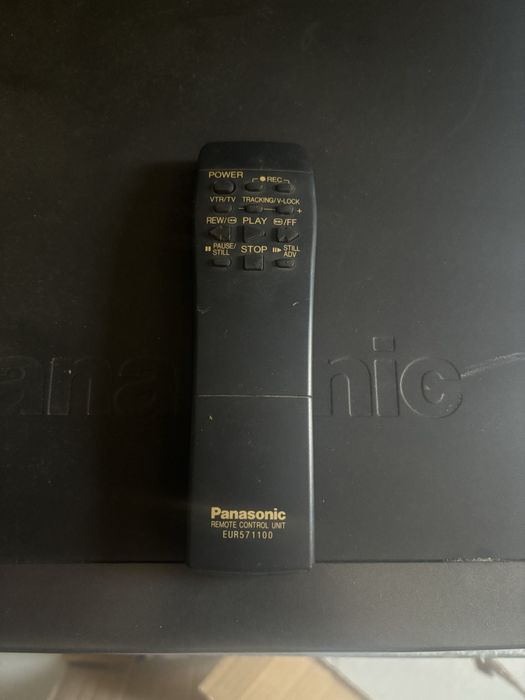 POWER REC
VTR/TV TRACKING/V-LOCK
- +
REW/ PLAY /FF
PAUSE/ STOP STILL
STILL ADV
anasonic
Panasonic
REMOTE CONTROL UNIT
EUR571100